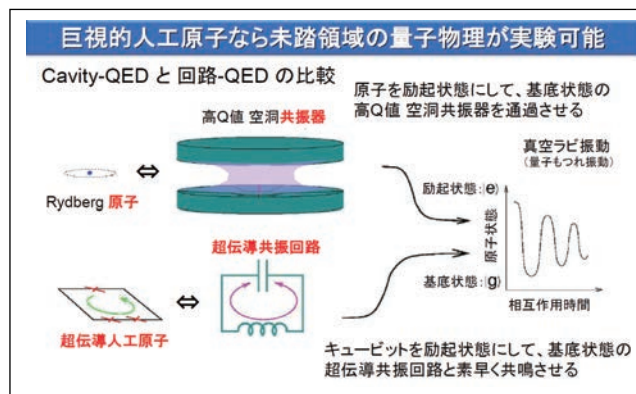 巨視的人工原子なら未踏領域の量子物理が実験可能
Cavity-QED と 回路-QED の比較
原子を励起状態にして、基底状態の
高Q値 空洞共振器を通過させる
高Q値 空洞共振器
⇔
Rydberg 原子
真空ラビ振動
(量子もつれ振動)
励起状態:|e⟩
原子状態
基底状態:|g⟩
相互作用時間
超伝導共振回路
⇔
超伝導人工原子
キュービットを励起状態にして、基底状態の
超伝導共振回路と素早く共鳴させる